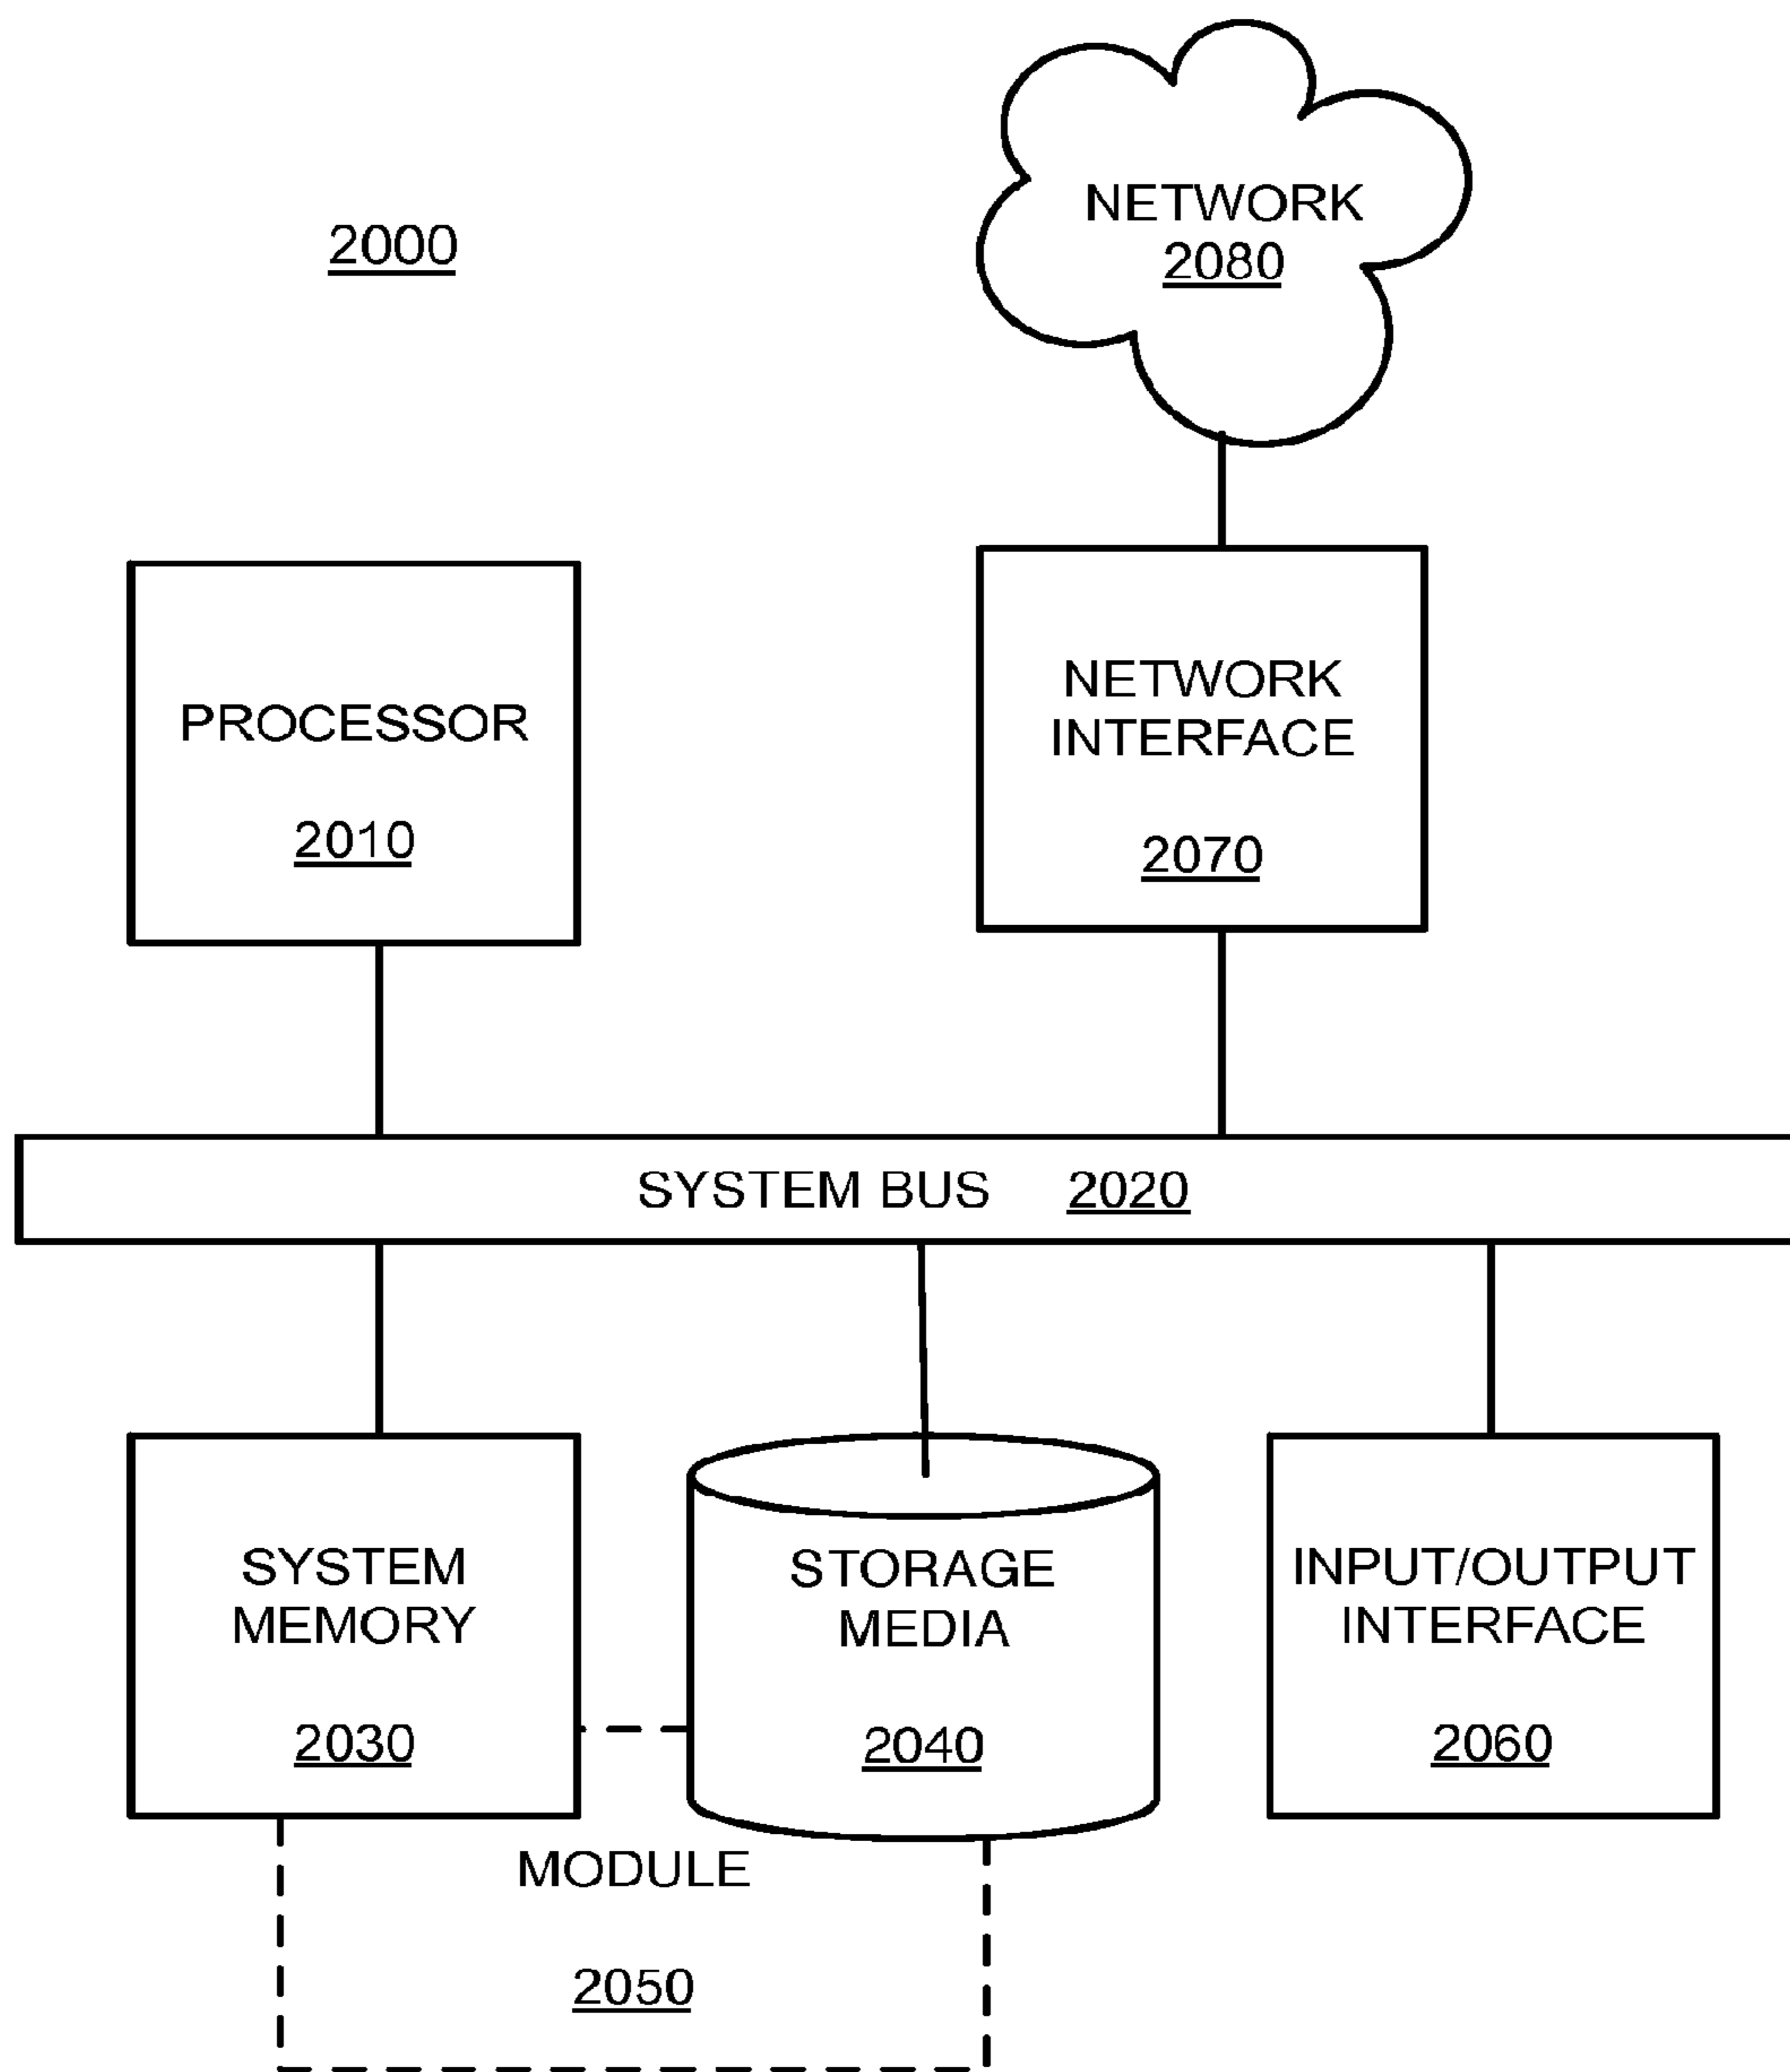 2000
NETWORK
2080
PROCESSOR
2010
NETWORK
INTERFACE
2070
SYSTEM BUS 2020
SYSTEM
MEMORY
2030
STORAGE
MEDIA
2040
INPUT/OUTPUT
INTERFACE
2060
MODULE
2050